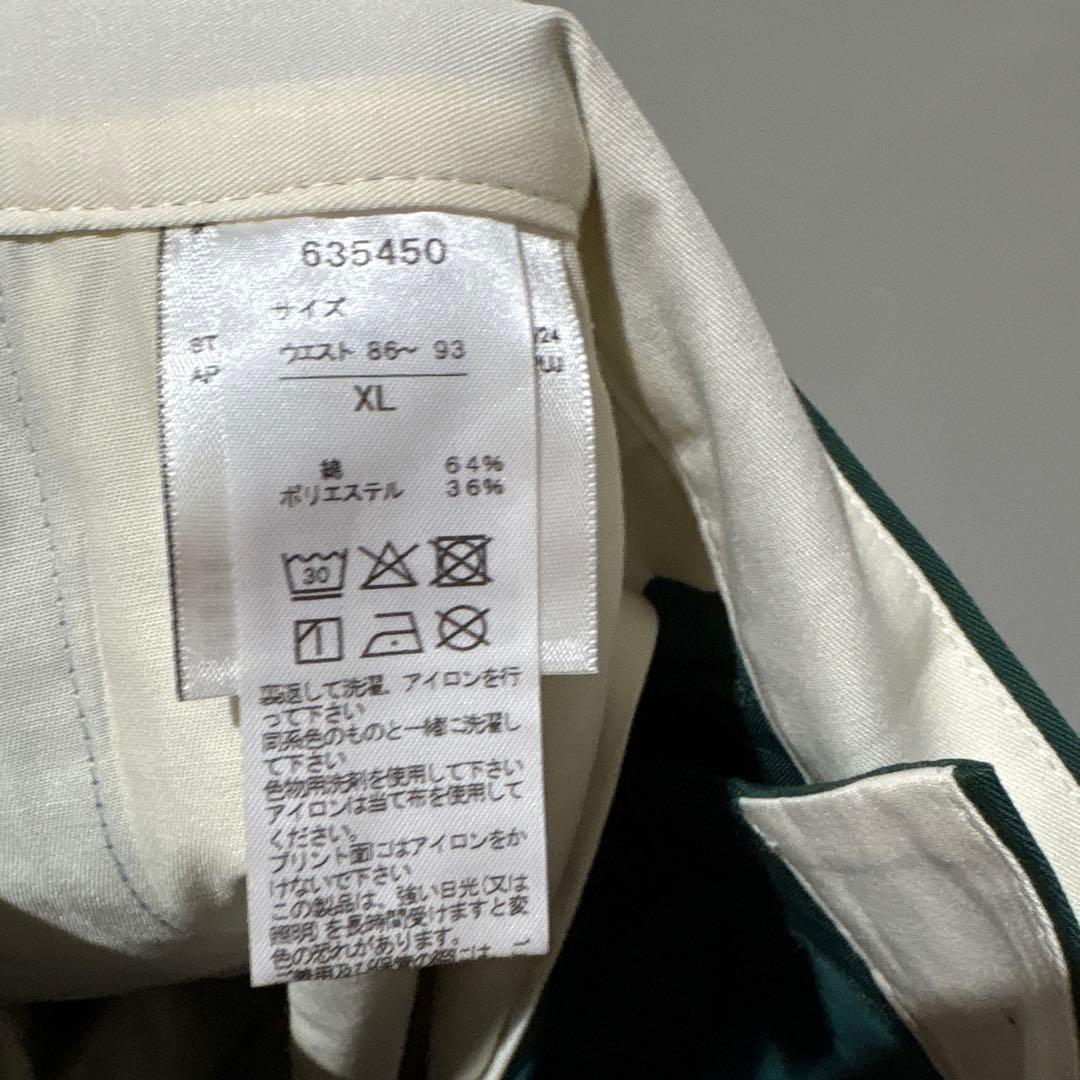 635450
サイズ
ウエスト 86～ 93
XL
綿 64%
ポリエステル 36%
30
裏返して洗濯、アイロンを行
って下さい
同系色のものと一緒に洗濯し
て下さい
色物用洗剤を使用して下さい
アイロンは当て布を使用して
ください。
プリント面にはアイロンをか
けないで下さい
この製品は、強い日光(又は
照明)を長時間受けますと変
色の恐れがあります。
ST
AP